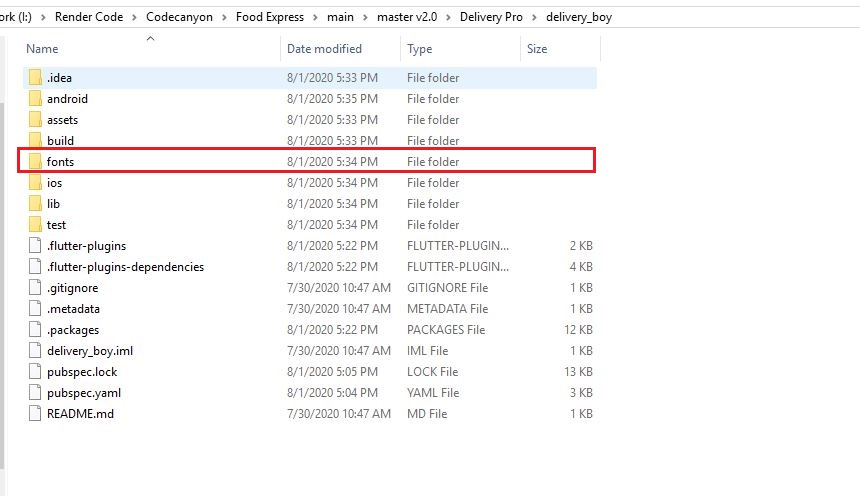 ork (I:) > Render Code > Codecanyon > Food Express > main > master v2.0 > Delivery Pro > delivery_boy
Name Date modified Type Size
.idea 8/1/2020 5:33 PM File folder
android 8/1/2020 5:35 PM File folder
assets 8/1/2020 5:33 PM File folder
build 8/1/2020 5:33 PM File folder
fonts 8/1/2020 5:34 PM File folder
ios 8/1/2020 5:34 PM File folder
lib 8/1/2020 5:34 PM File folder
test 8/1/2020 5:34 PM File folder
.flutter-plugins 8/1/2020 5:22 PM FLUTTER-PLUGIN... 2 KB
.flutter-plugins-dependencies 8/1/2020 5:22 PM FLUTTER-PLUGIN... 4 KB
.gitignore 7/30/2020 10:47 AM GITIGNORE File 1 KB
.metadata 7/30/2020 10:47 AM METADATA File 1 KB
.packages 8/1/2020 5:22 PM PACKAGES File 12 KB
delivery_boy.iml 7/30/2020 10:47 AM IML File 1 KB
pubspec.lock 8/1/2020 5:05 PM LOCK File 13 KB
pubspec.yaml 8/1/2020 5:04 PM YAML File 3 KB
README.md 7/30/2020 10:47 AM MD File 1 KB